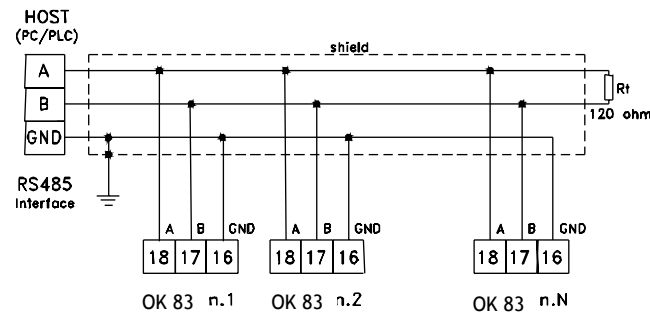 HOST
(PC/PLC)
shield
A
B
GND
Rt
120 ohm
RS485
Interface
A B GND
A B GND
A B GND
18 17 16
18 17 16
18 17 16
OK 83 n.1
OK 83 n.2
OK 83 n.N